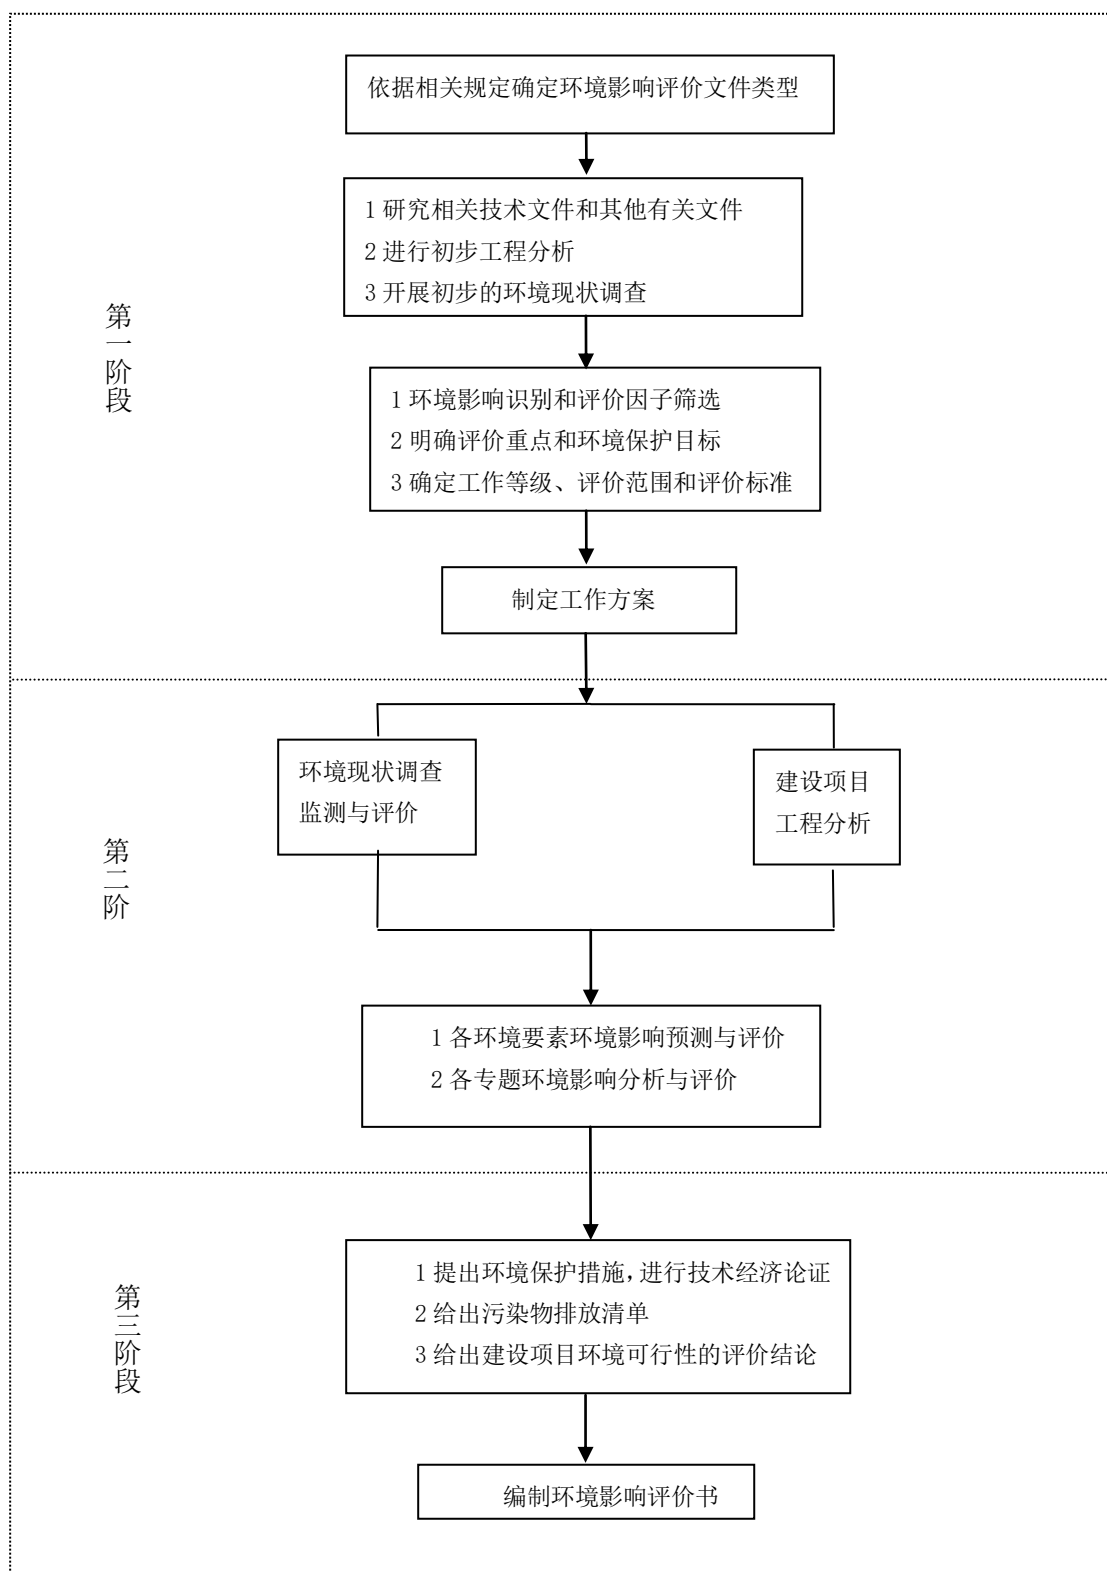 依据相关规定确定环境影响评价文件类型
1 研究相关技术文件和其他有关文件
2 进行初步工程分析
3 开展初步的环境现状调查
第一阶段
1 环境影响识别和评价因子筛选
2 明确评价重点和环境保护目标
3 确定工作等级、评价范围和评价标准
制定工作方案
环境现状调查
监测与评价
建设项目
工程分析
第二阶
1 各环境要素环境影响预测与评价
2 各专题环境影响分析与评价
第三阶段
1 提出环境保护措施,进行技术经济论证
2 给出污染物排放清单
3 给出建设项目环境可行性的评价结论
编制环境影响评价书